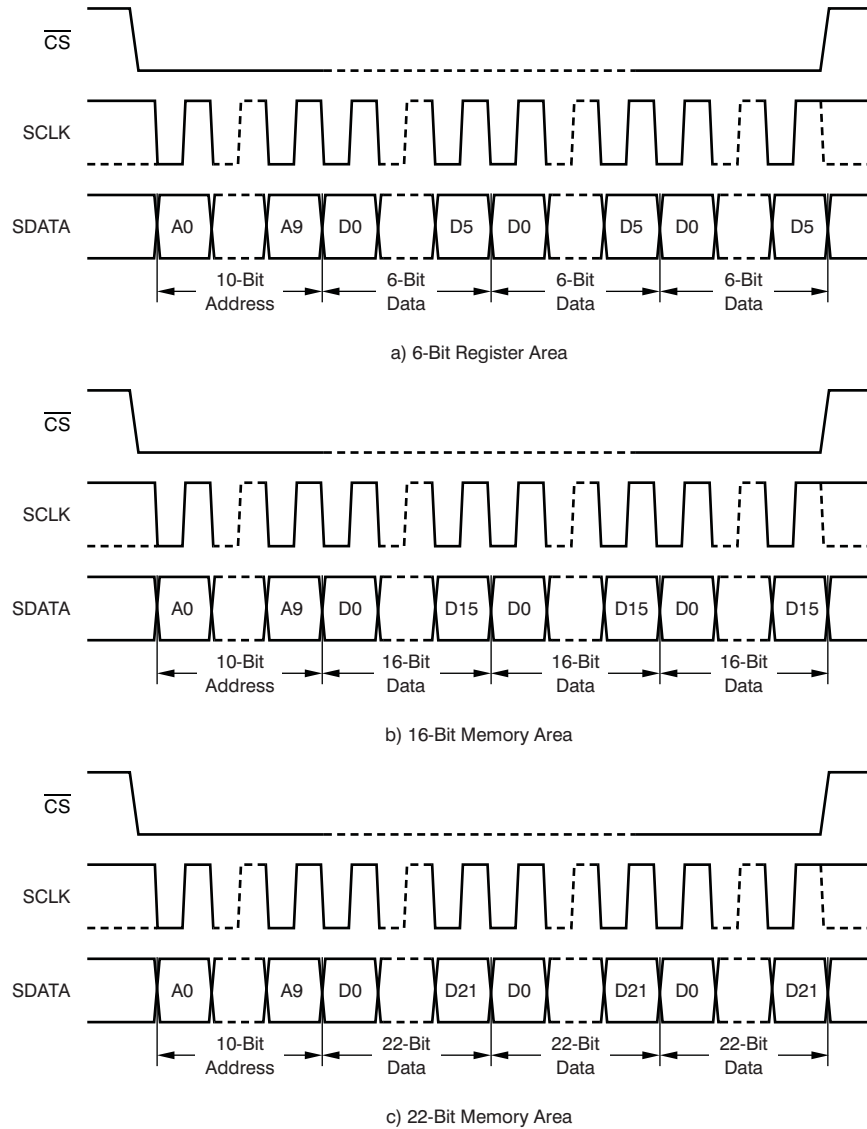 CS
SCLK
SDATA A0 A9 D0 D5 D0 D5 D0 D5
10-Bit Address 6-Bit Data 6-Bit Data 6-Bit Data
a) 6-Bit Register Area
CS
SCLK
SDATA A0 A9 D0 D15 D0 D15 D0 D15
10-Bit Address 16-Bit Data 16-Bit Data 16-Bit Data
b) 16-Bit Memory Area
CS
SCLK
SDATA A0 A9 D0 D21 D0 D21 D0 D21
10-Bit Address 22-Bit Data 22-Bit Data 22-Bit Data
c) 22-Bit Memory Area